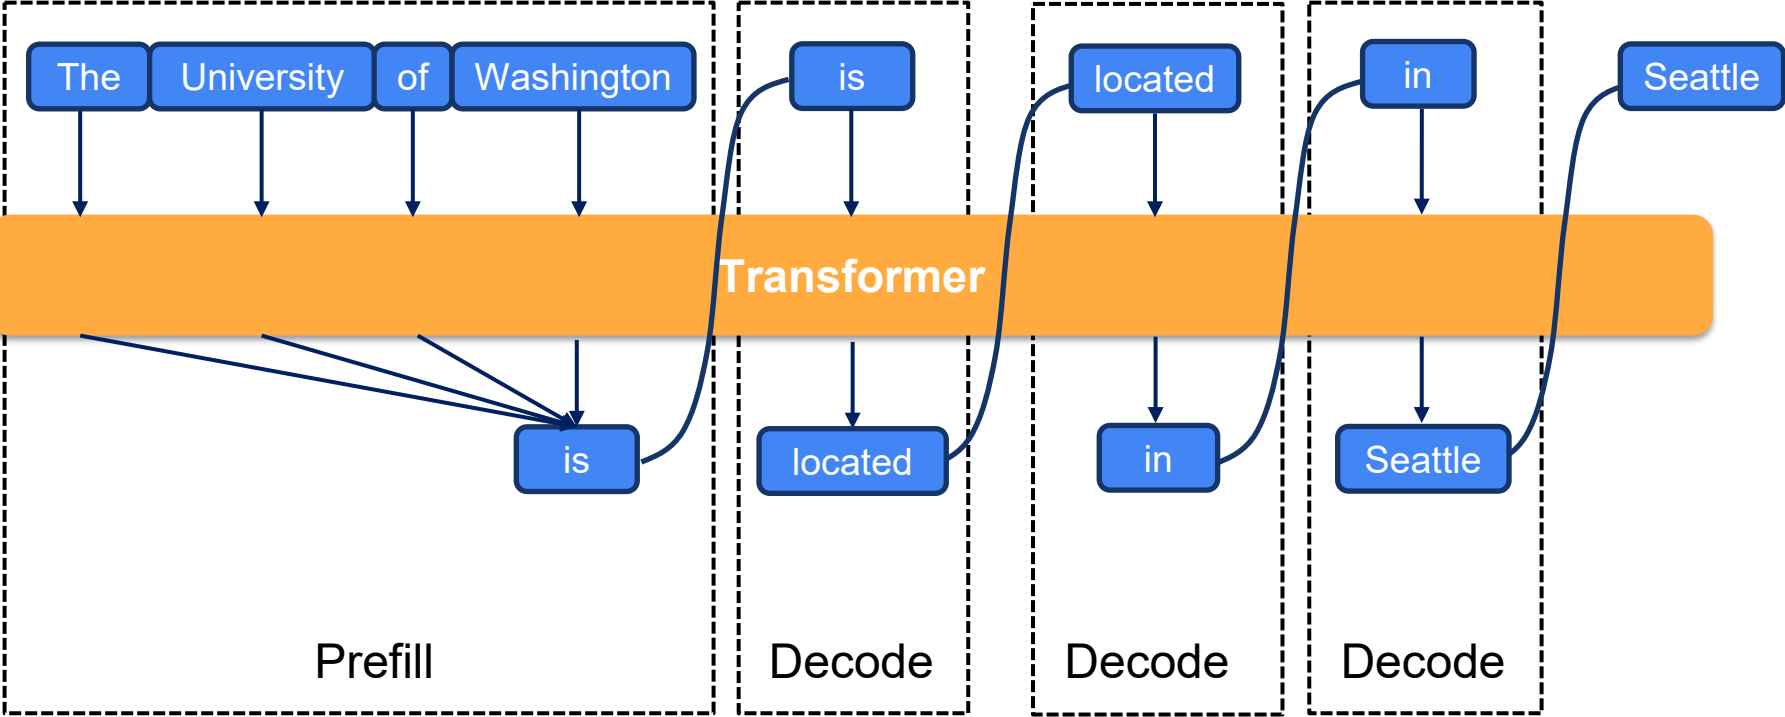 The University of Washington is located in Seattle
Transformer
is located in Seattle
Prefill Decode Decode Decode